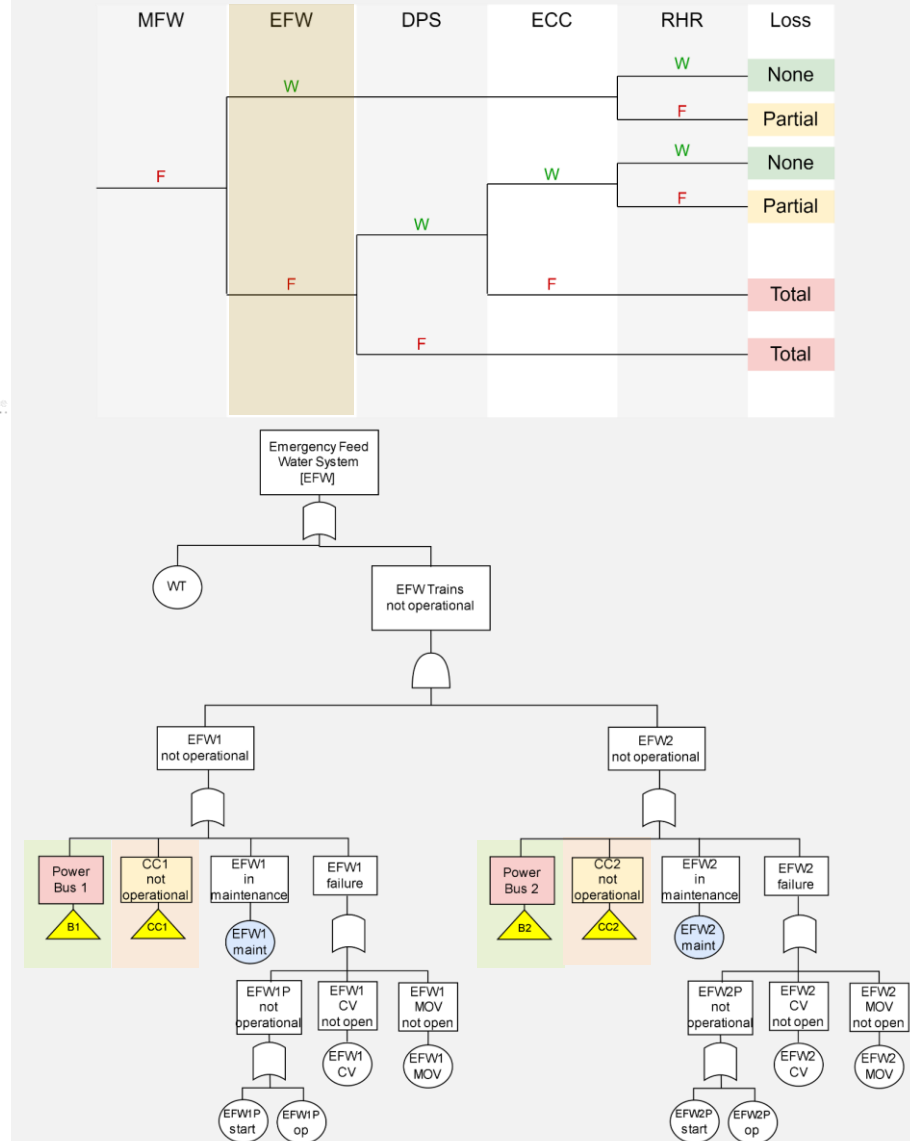 MFW EFW DPS ECC RHR Loss
W
None
W
F
Partial
W
None
F
W
F
Partial
W
F
F
Total
F
Total
Emergency Feed
Water System
[EFW]
WT
EFW Trains
not operational
EFW1
not operational
EFW2
not operational
Power
Bus 1
B1
CC1
not
operational
CC1
EFW1
in
maintenance
EFW1
maint
EFW1
failure
Power
Bus 2
B2
CC2
not
operational
CC2
EFW2
in
maintenance
EFW2
maint
EFW2
failure
EFW1P
not
operational
EFW1
CV
not open
EFW1
MOV
not open
EFW1
CV
EFW1
MOV
EFW1P
start
EFW1P
op
EFW2P
not
operational
EFW2
CV
not open
EFW2
MOV
not open
EFW2
CV
EFW2
MOV
EFW2P
start
EFW2P
op